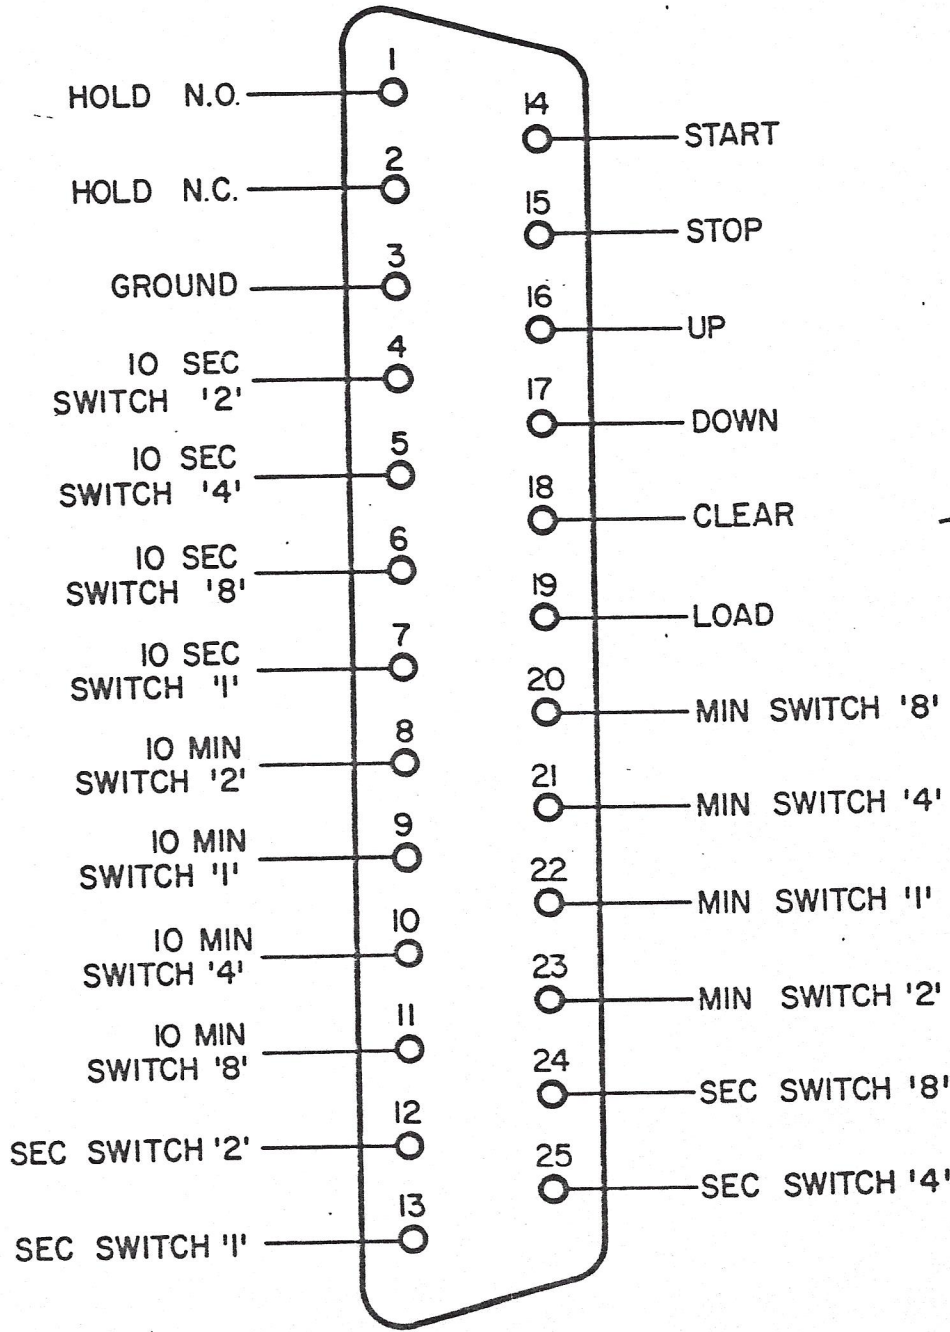 HOLD N.O.
1
HOLD N.C.
2
GROUND
3
10 SEC
SWITCH '2'
4
10 SEC
SWITCH '4'
5
10 SEC
SWITCH '8'
6
10 SEC
SWITCH '1'
7
10 MIN
SWITCH '2'
8
10 MIN
SWITCH '1'
9
10 MIN
SWITCH '4'
10
10 MIN
SWITCH '8'
11
SEC SWITCH '2'
12
SEC SWITCH '1'
13
14
START
15
STOP
16
UP
17
DOWN
18
CLEAR
19
LOAD
20
MIN SWITCH '8'
21
MIN SWITCH '4'
22
MIN SWITCH '1'
23
MIN SWITCH '2'
24
SEC SWITCH '8'
25
SEC SWITCH '4'